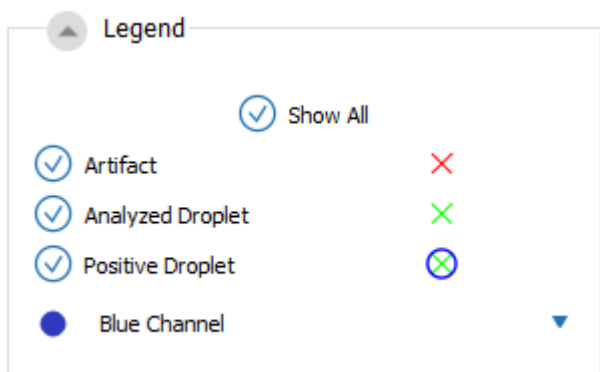 Legend
Show All
Artifact
Analyzed Droplet
Positive Droplet
Blue Channel